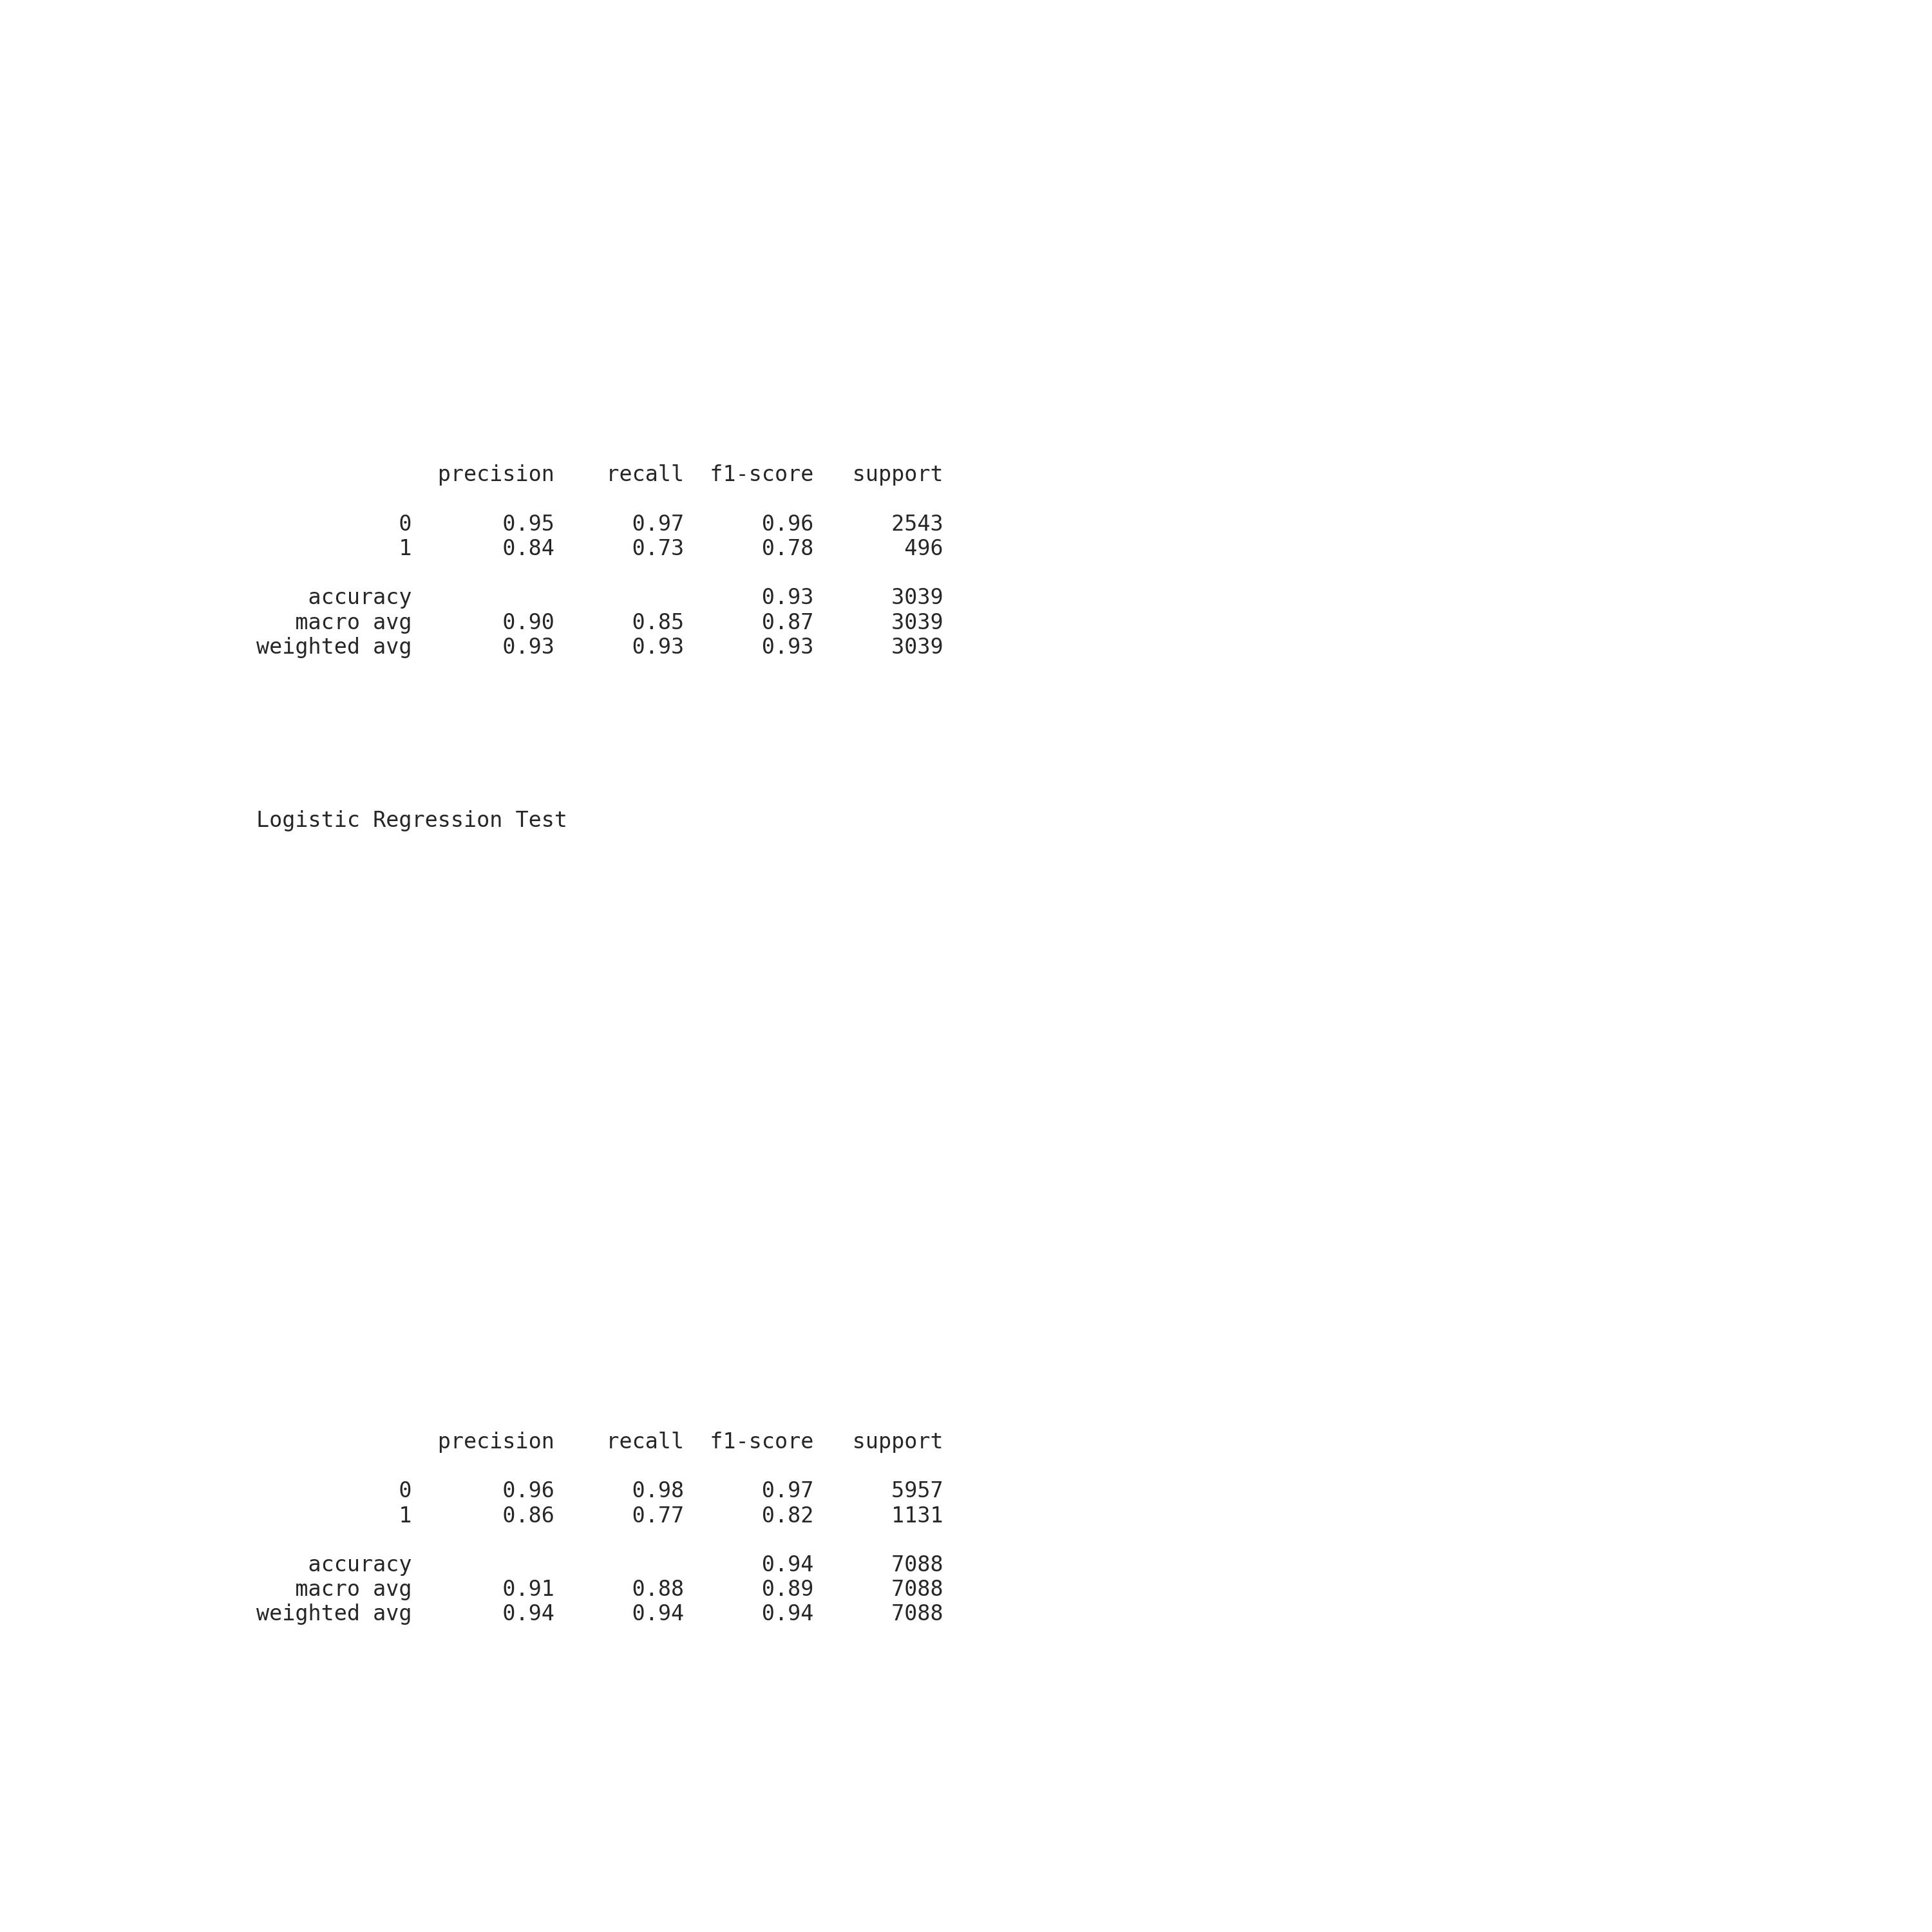 precision    recall  f1-score   support
0       0.95      0.97      0.96      2543
1       0.84      0.73      0.78       496
accuracy                           0.93      3039
macro avg       0.90      0.85      0.87      3039
weighted avg       0.93      0.93      0.93      3039
Logistic Regression Test
precision    recall  f1-score   support
0       0.96      0.98      0.97      5957
1       0.86      0.77      0.82      1131
accuracy                           0.94      7088
macro avg       0.91      0.88      0.89      7088
weighted avg       0.94      0.94      0.94      7088